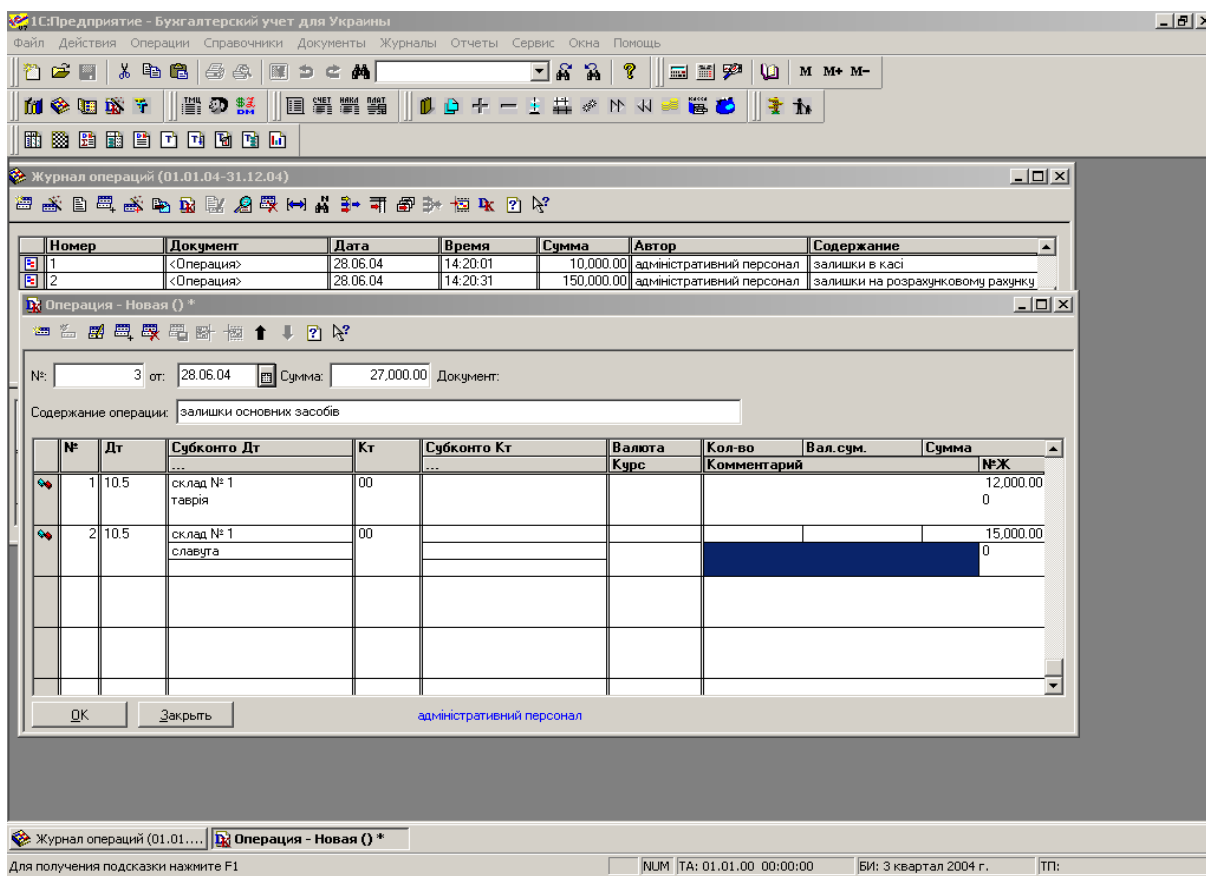 1С:Предприятие - Бухгалтерский учет для Украины
Файл Действия Операции Справочники Документы Журналы Отчеты Сервис Окна Помощь
M M+ M-
Журнал операций (01.01.04-31.12.04)
Номер Документ Дата Время Сумма Автор Содержание
1 <Операция> 28.06.04 14:20:01 10,000.00 адміністративний персонал залишки в касі
2 <Операция> 28.06.04 14:20:31 150,000.00 адміністративний персонал залишки на розрахунковому рахунку
Операция - Новая () *
№: 3 от: 28.06.04 Сумма: 27,000.00 Документ:
Содержание операции: залишки основних засобів
№ Дт Субконто Дт Кт Субконто Кт Валюта Кол-во Вал.сум. Сумма
... ... Курс Комментарий №Ж
1 10.5 склад № 1 00 12,000.00
таврія 0
2 10.5 склад № 1 00 15,000.00
славута 0
OK Закрыть адміністративний персонал
Журнал операций (01.01.... Операция - Новая () *
Для получения подсказки нажмите F1 NUM TA: 01.01.00 00:00:00 БИ: 3 квартал 2004 г. ТП: